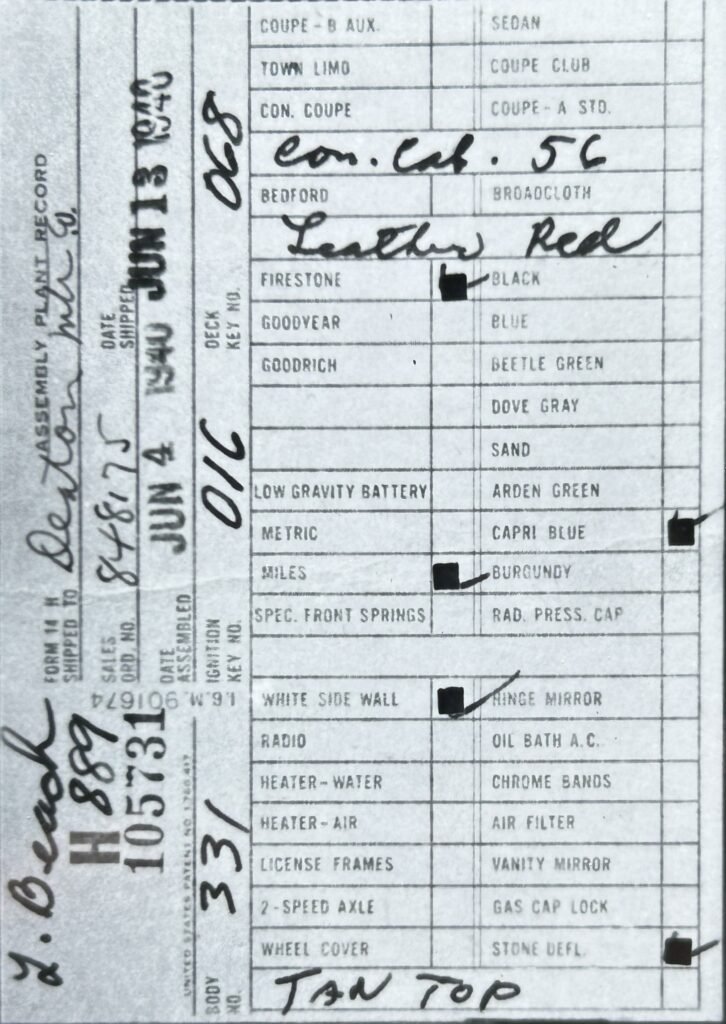 FORM 14 H ASSEMBLY PLANT RECORD
SHIPPED TO
SALES ORD. NO. 848175 DATE SHIPPED JUN 13 1940
DATE ASSEMBLED JUN 4 1940
IGNITION KEY NO. 016 DECK KEY NO. 068
L. Beach
H 889
105731
I.B.M. 901674
UNITED STATES PATENT NO.
BODY NO. 331
COUPE - B AUX. SEDAN
TOWN LIMO COUPE CLUB
CON. COUPE COUPE - A STD.
Con. Cab. 56
BEDFORD BROADCLOTH
Leather Red
FIRESTONE BLACK
GOODYEAR BLUE
GOODRICH BEETLE GREEN
DOVE GRAY
SAND
LOW GRAVITY BATTERY ARDEN GREEN
METRIC CAPRI BLUE
MILES BURGUNDY
SPEC. FRONT SPRINGS RAD. PRESS. CAP
WHITE SIDE WALL HINGE MIRROR
RADIO OIL BATH A.C.
HEATER - WATER CHROME BANDS
HEATER - AIR AIR FILTER
LICENSE FRAMES VANITY MIRROR
2 - SPEED AXLE GAS CAP LOCK
WHEEL COVER STONE DEFL.
TAN TOP